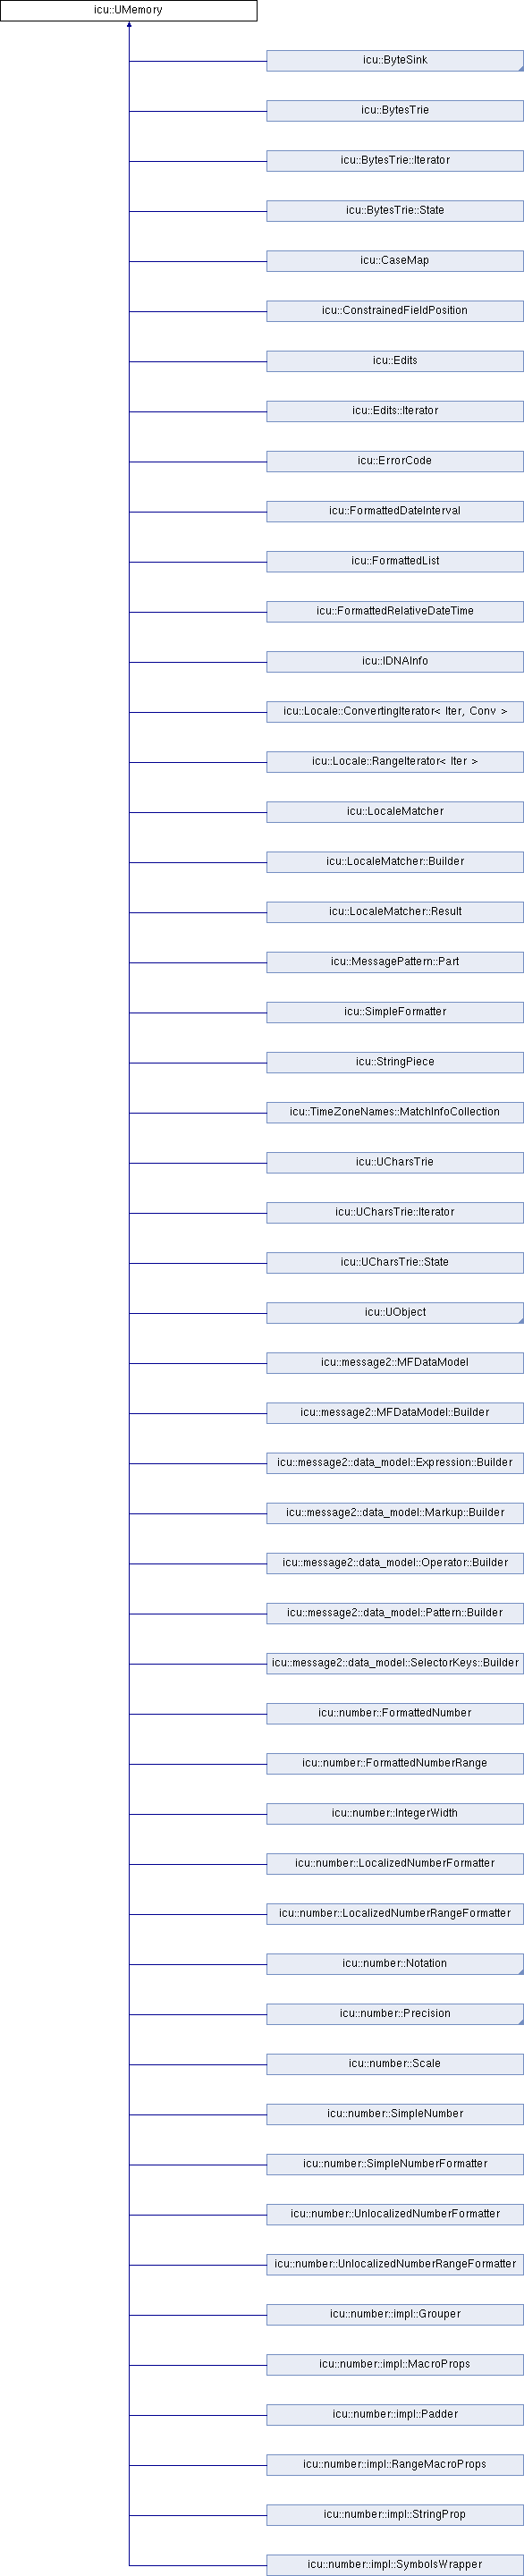 icu::UMemory
icu::ByteSink
icu::BytesTrie
icu::BytesTrie::Iterator
icu::BytesTrie::State
icu::CaseMap
icu::ConstrainedFieldPosition
icu::Edits
icu::Edits::Iterator
icu::ErrorCode
icu::FormattedDateInterval
icu::FormattedList
icu::FormattedRelativeDateTime
icu::IDNAInfo
icu::Locale::ConvertingIterator< Iter, Conv >
icu::Locale::RangeIterator< Iter >
icu::LocaleMatcher
icu::LocaleMatcher::Builder
icu::LocaleMatcher::Result
icu::MessagePattern::Part
icu::SimpleFormatter
icu::StringPiece
icu::TimeZoneNames::MatchInfoCollection
icu::UCharsTrie
icu::UCharsTrie::Iterator
icu::UCharsTrie::State
icu::UObject
icu::message2::MFDataModel
icu::message2::MFDataModel::Builder
icu::message2::data_model::Expression::Builder
icu::message2::data_model::Markup::Builder
icu::message2::data_model::Operator::Builder
icu::message2::data_model::Pattern::Builder
icu::message2::data_model::SelectorKeys::Builder
icu::number::FormattedNumber
icu::number::FormattedNumberRange
icu::number::IntegerWidth
icu::number::LocalizedNumberFormatter
icu::number::LocalizedNumberRangeFormatter
icu::number::Notation
icu::number::Precision
icu::number::Scale
icu::number::SimpleNumber
icu::number::SimpleNumberFormatter
icu::number::UnlocalizedNumberFormatter
icu::number::UnlocalizedNumberRangeFormatter
icu::number::impl::Grouper
icu::number::impl::MacroProps
icu::number::impl::Padder
icu::number::impl::RangeMacroProps
icu::number::impl::StringProp
icu::number::impl::SymbolsWrapper